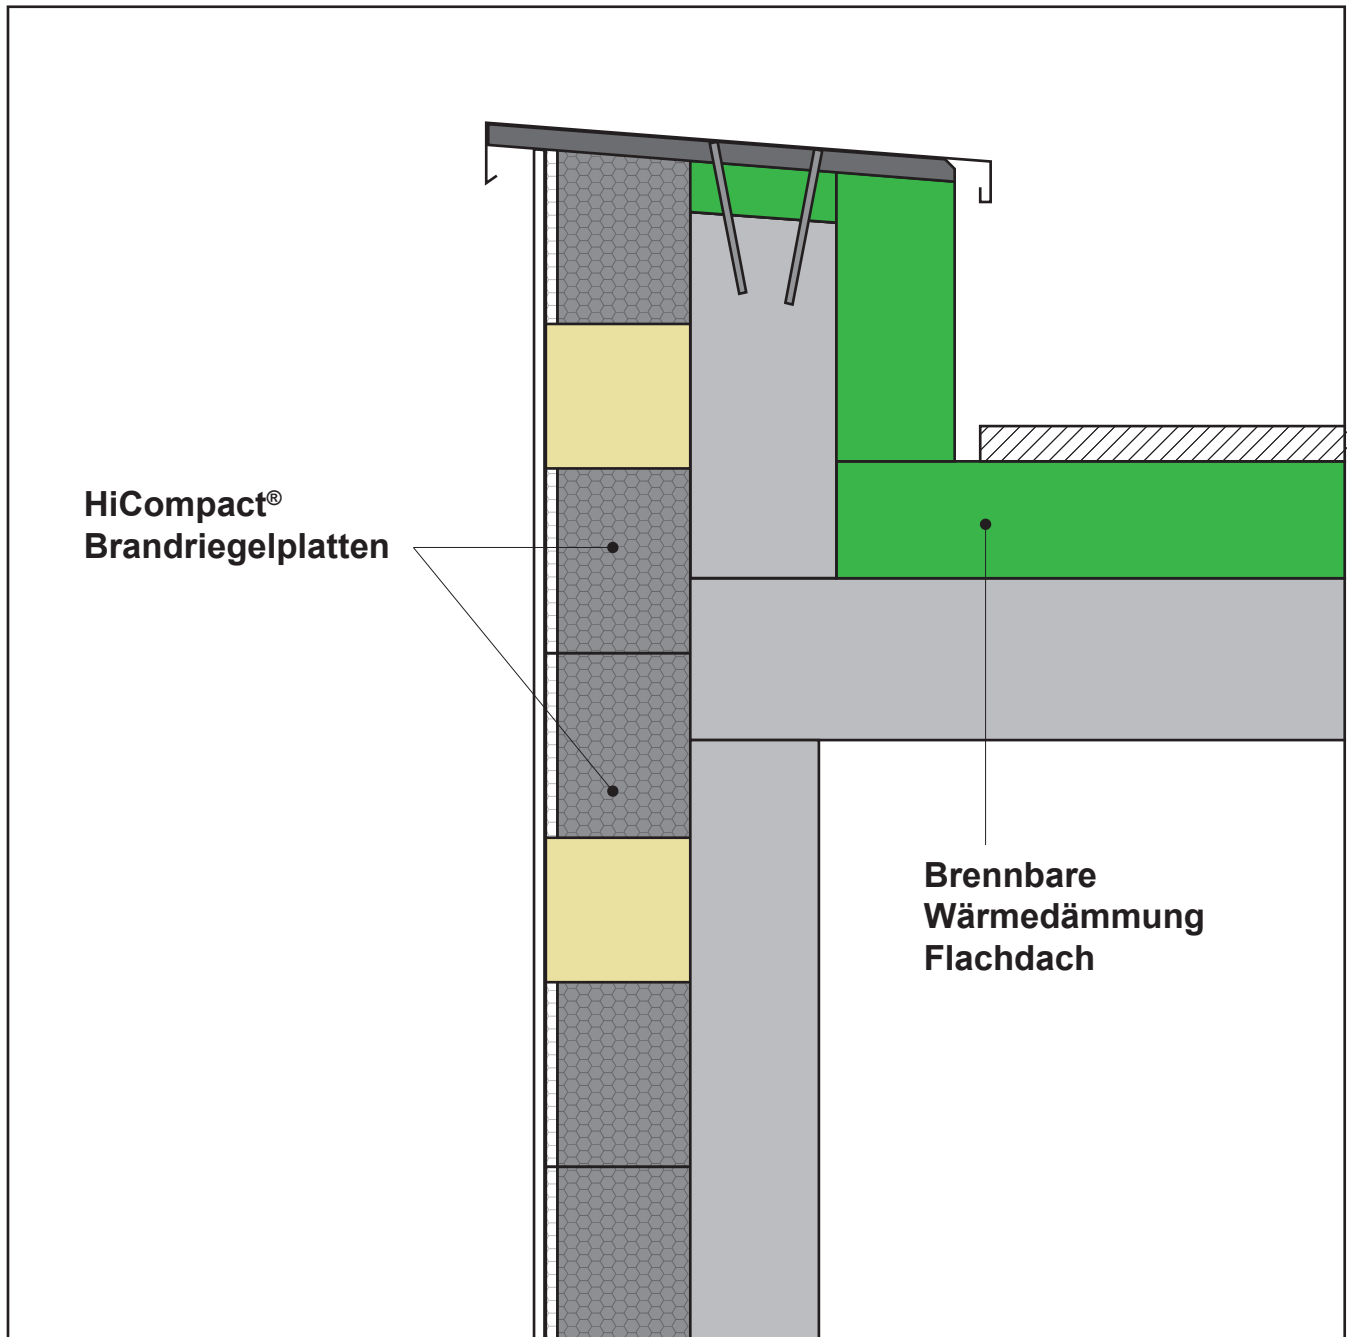 HiCompact®
Brandriegelplatten
Brennbare
Wärmedämmung
Flachdach